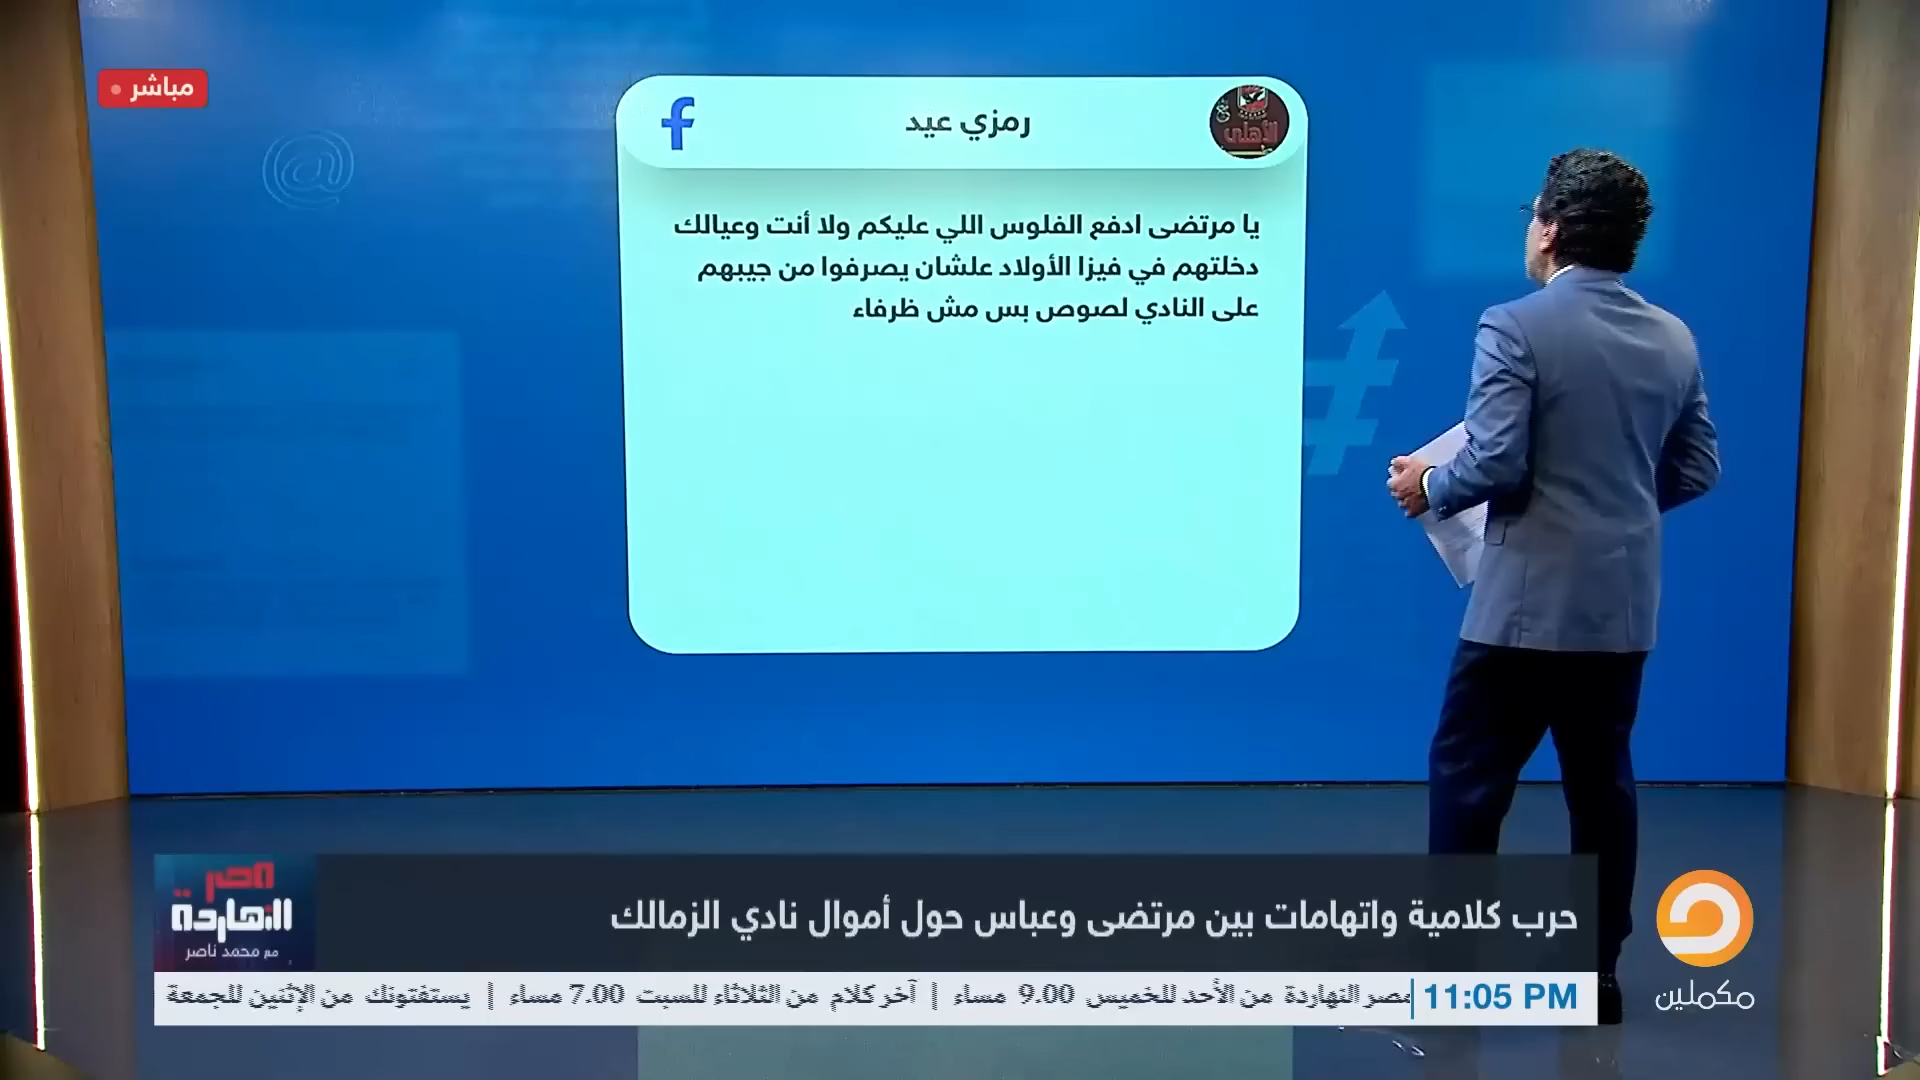 مباشر
رمزي عيد
الأهلي
يا مرتضى ادفع الفلوس اللي عليكم ولا أنت وعيالك
دخلتهم في فيزا الأولاد علشان يصرفوا من جيبهم
على النادي لصوص بس مش ظرفاء
حرب كلامية واتهامات بين مرتضى وعباس حول أموال نادي الزمالك
مصر
النهاردة
مع محمد ناصر
11:05 PM
مصر النهاردة من الأحد للخميس 9.00 مساء | آخر كلام من الثلاثاء للسبت 7.00 مساء | يستفتونك من الإثنين للجمعة
مكملين